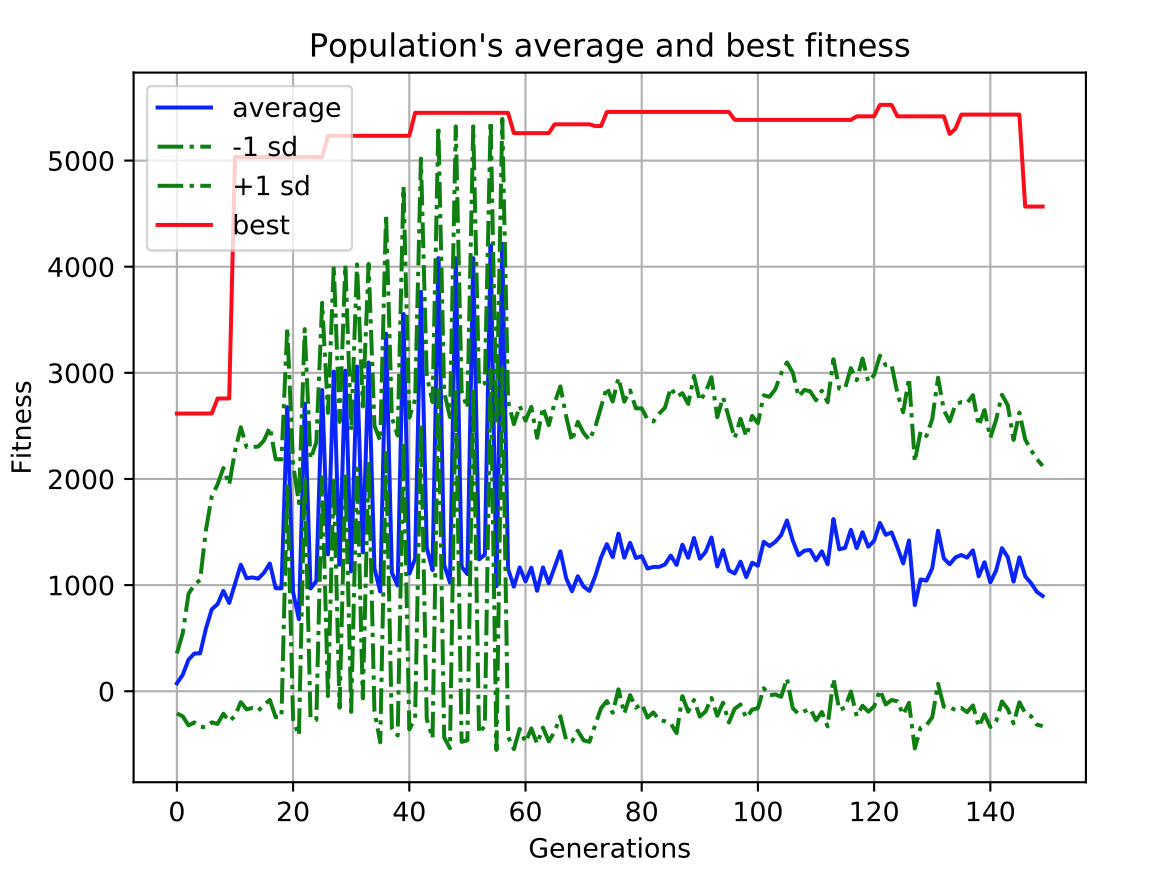 Population's average and best fitness
average
-1 sd
+1 sd
best
Fitness
5000
4000
3000
2000
1000
0
0 20 40 60 80 100 120 140
Generations